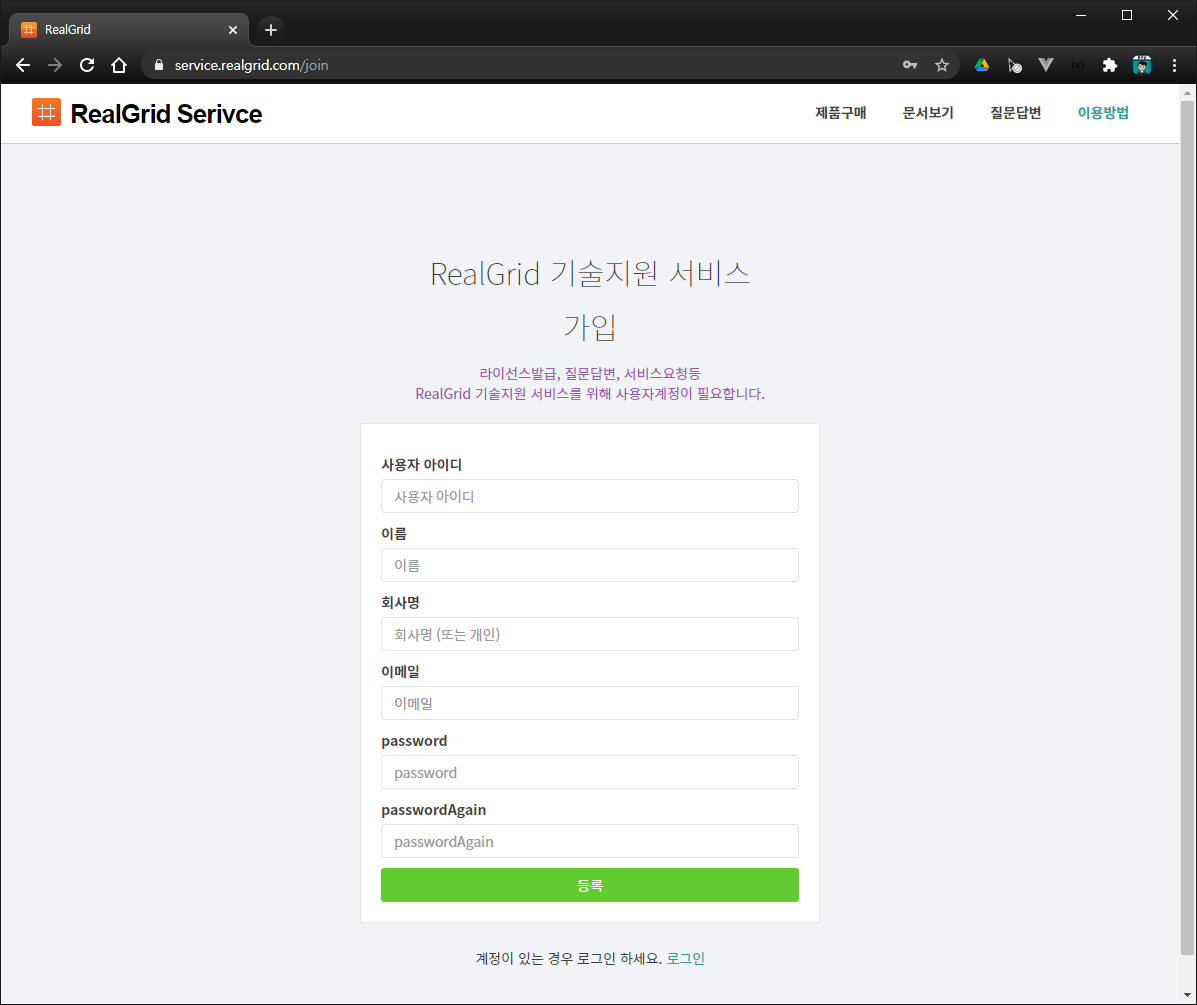 RealGrid
service.realgrid.com/join
RealGrid Serivce
제품구매 문서보기 질문답변 이용방법
RealGrid 기술지원 서비스
가입
라이선스발급, 질문답변, 서비스요청등
RealGrid 기술지원 서비스를 위해 사용자계정이 필요합니다.
사용자 아이디
사용자 아이디
이름
이름
회사명
회사명 (또는 개인)
이메일
이메일
password
password
passwordAgain
passwordAgain
등록
계정이 있는 경우 로그인 하세요. 로그인